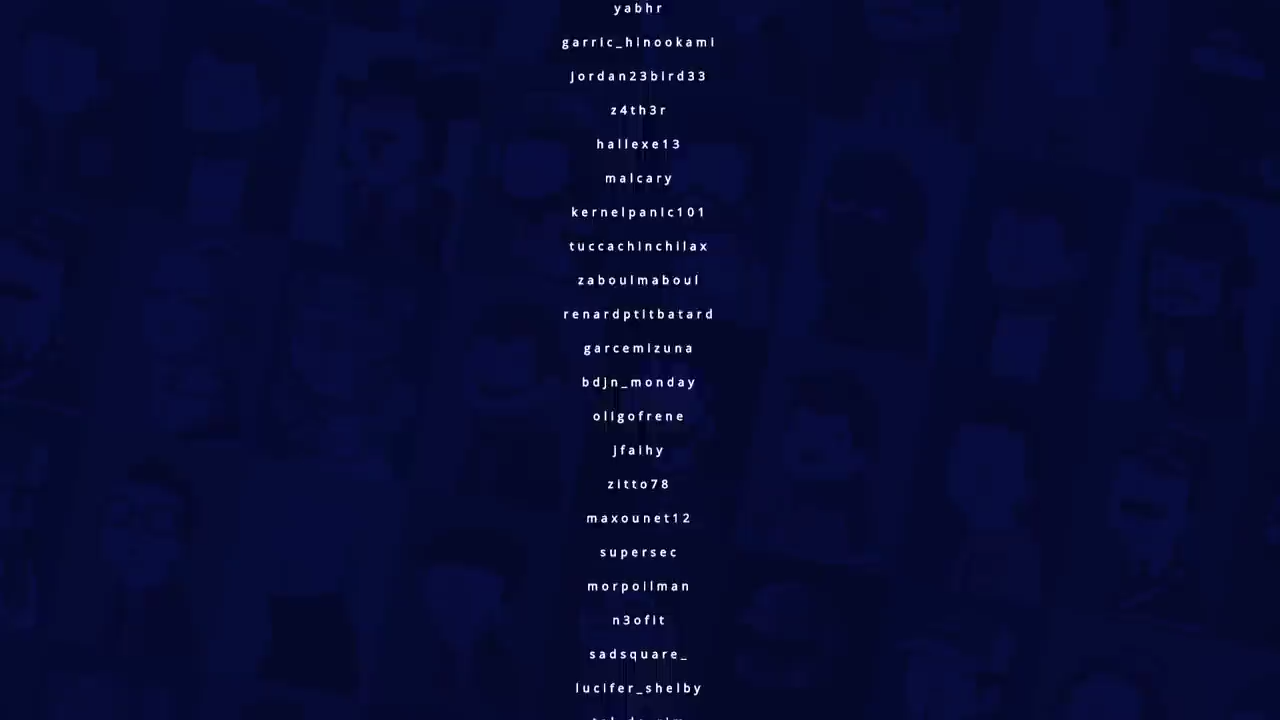 yabhr
garric_hinookami
jordan23bird33
z4th3r
hallexe13
malcary
kernelpanic101
tuccachinchilax
zaboulmaboul
renardptitbatard
garcemizuna
bdjn_monday
oligofrene
jfalhy
zitto78
maxounet12
supersec
morpoilman
n3ofit
sadsquare_
lucifer_shelby